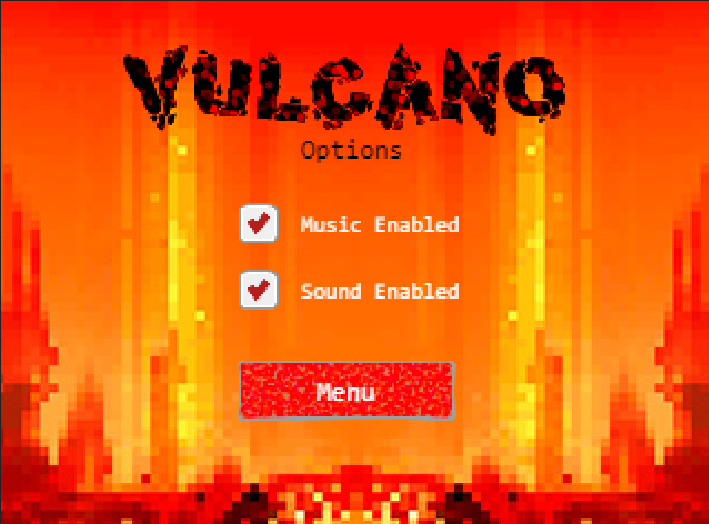 VULCANO
Options
Music Enabled
Sound Enabled
Menu